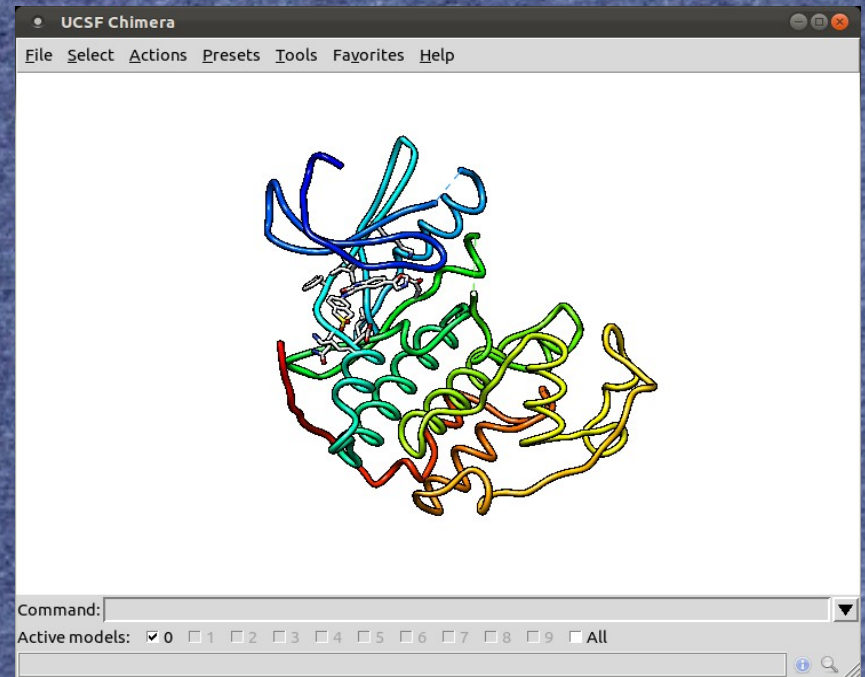 UCSF Chimera
File Select Actions Presets Tools Favorites Help
Command:
Active models: 0 1 2 3 4 5 6 7 8 9 All